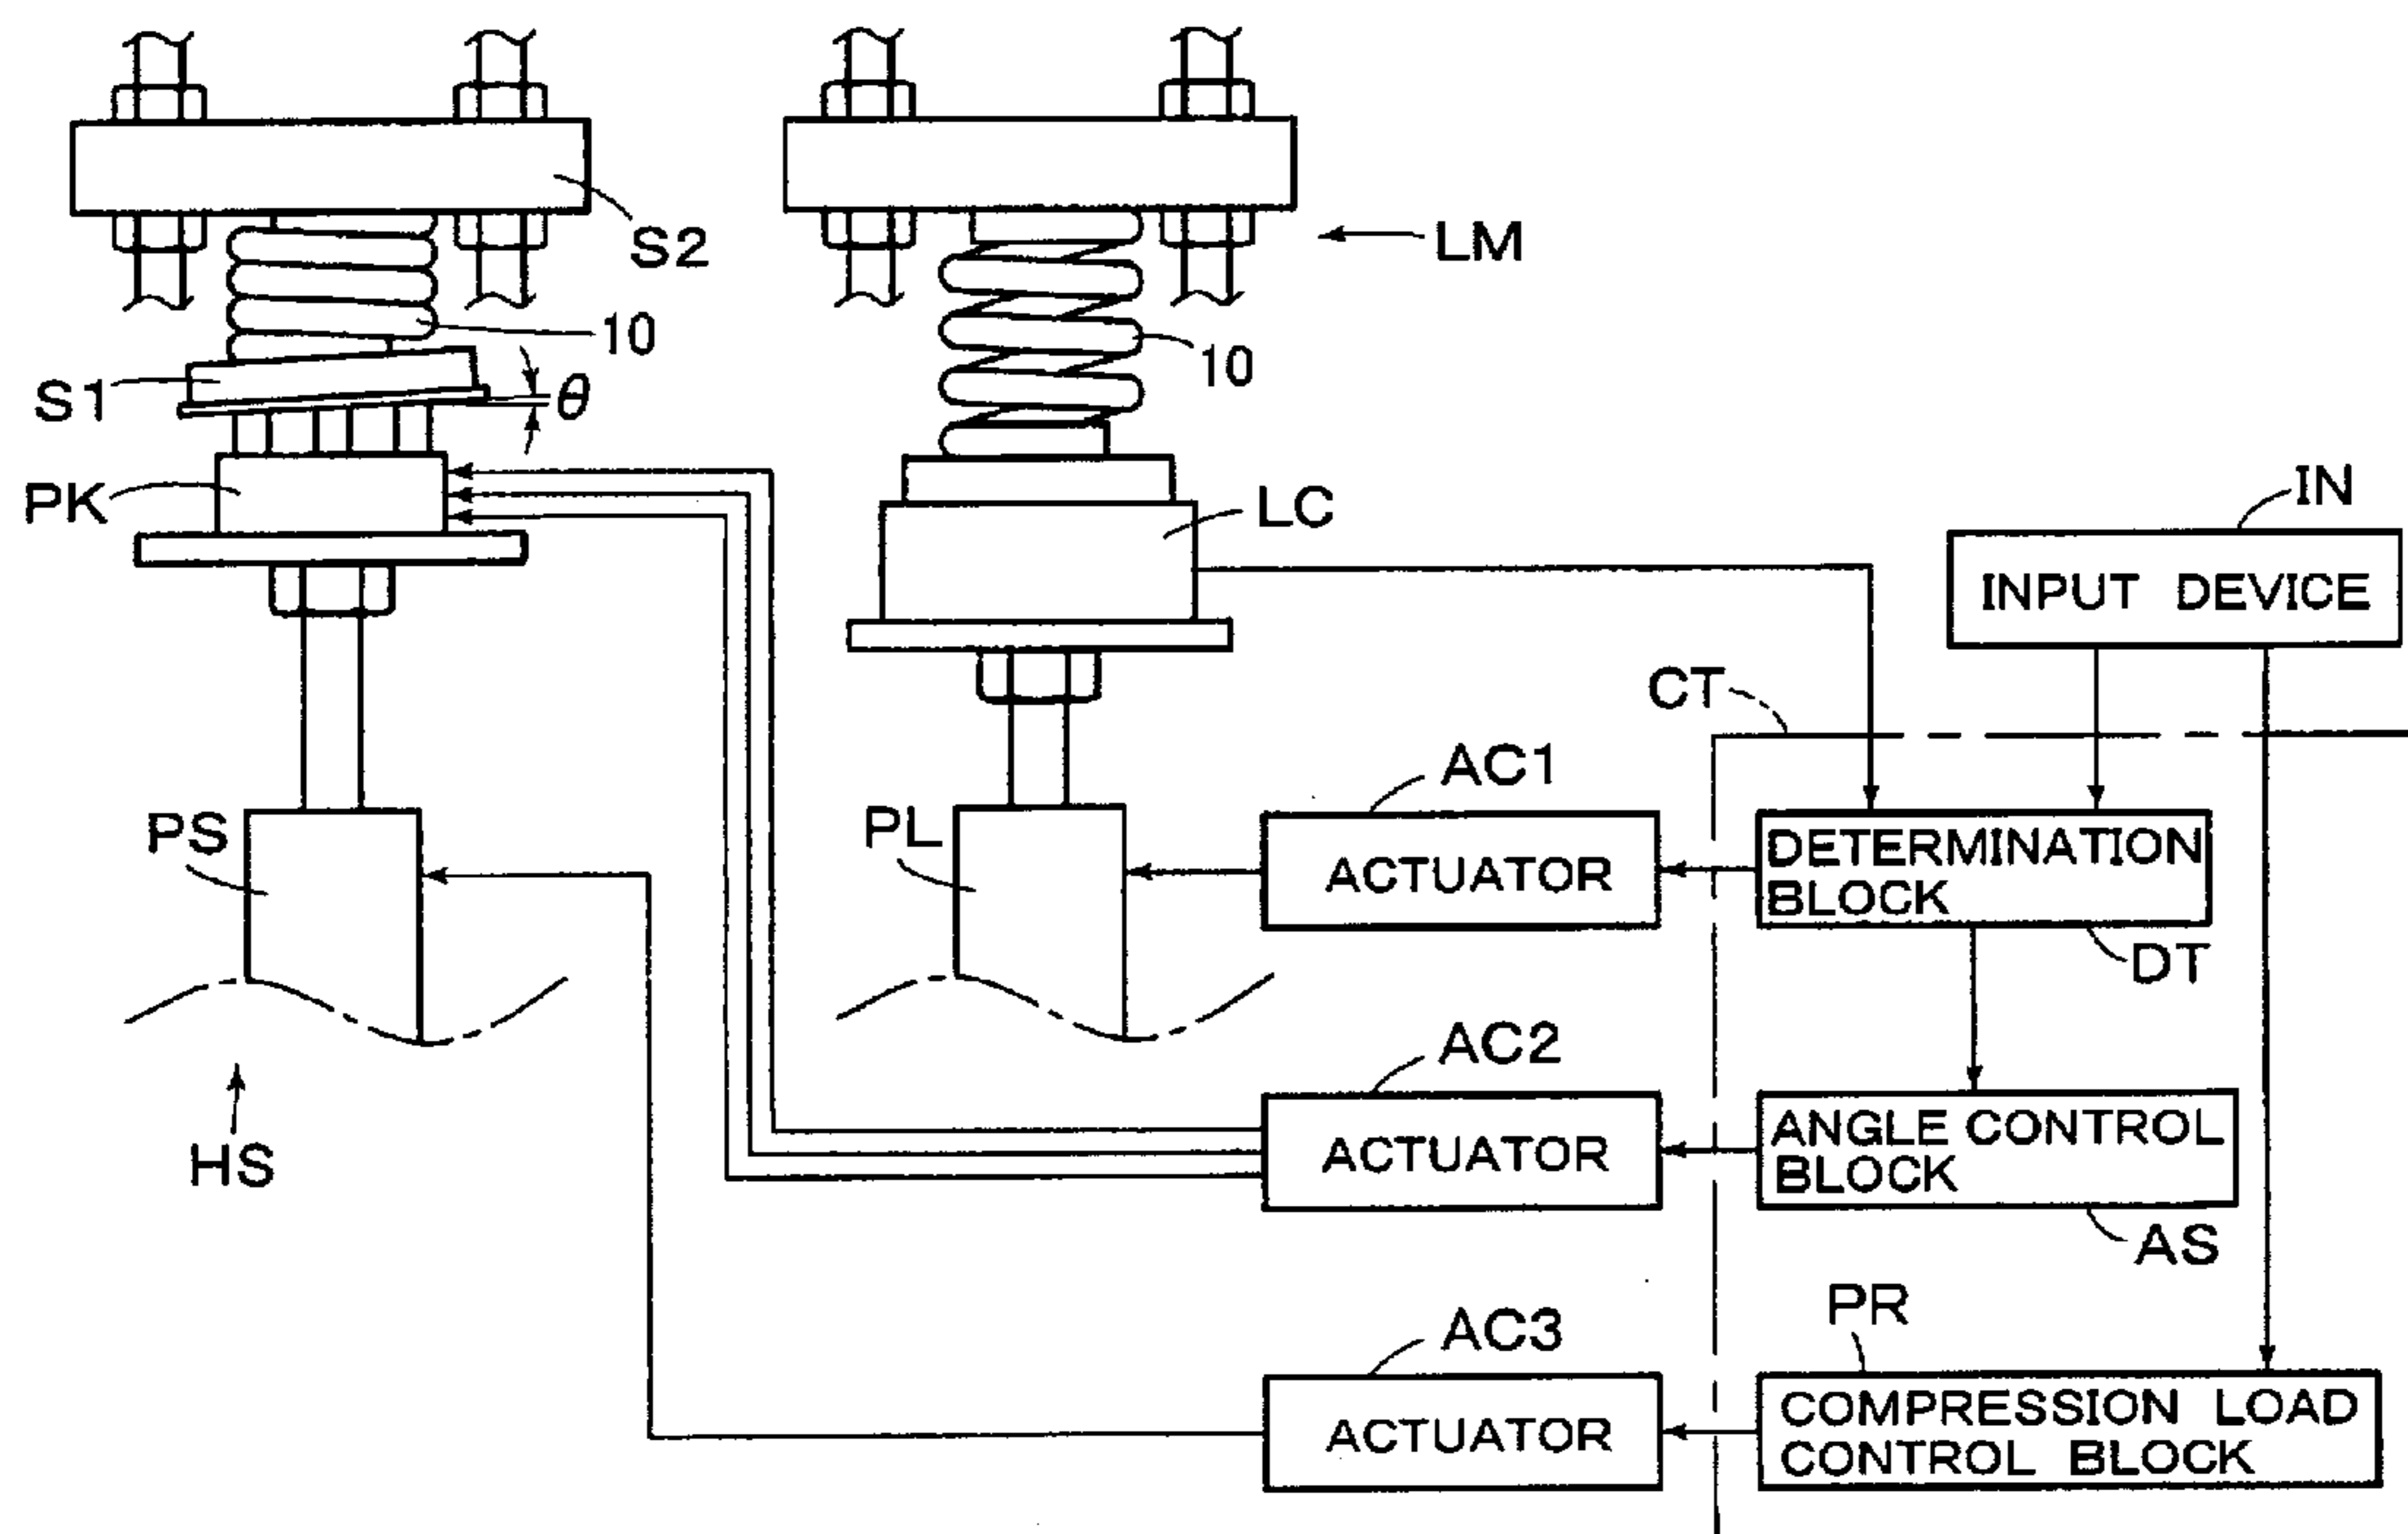 S2
LM
10
10
S1
θ
PK
LC
IN
INPUT DEVICE
CT
AC1
PS
PL
ACTUATOR
DETERMINATION
BLOCK
DT
AC2
HS
ACTUATOR
ANGLE CONTROL
BLOCK
AS
PR
AC3
ACTUATOR
COMPRESSION LOAD
CONTROL BLOCK